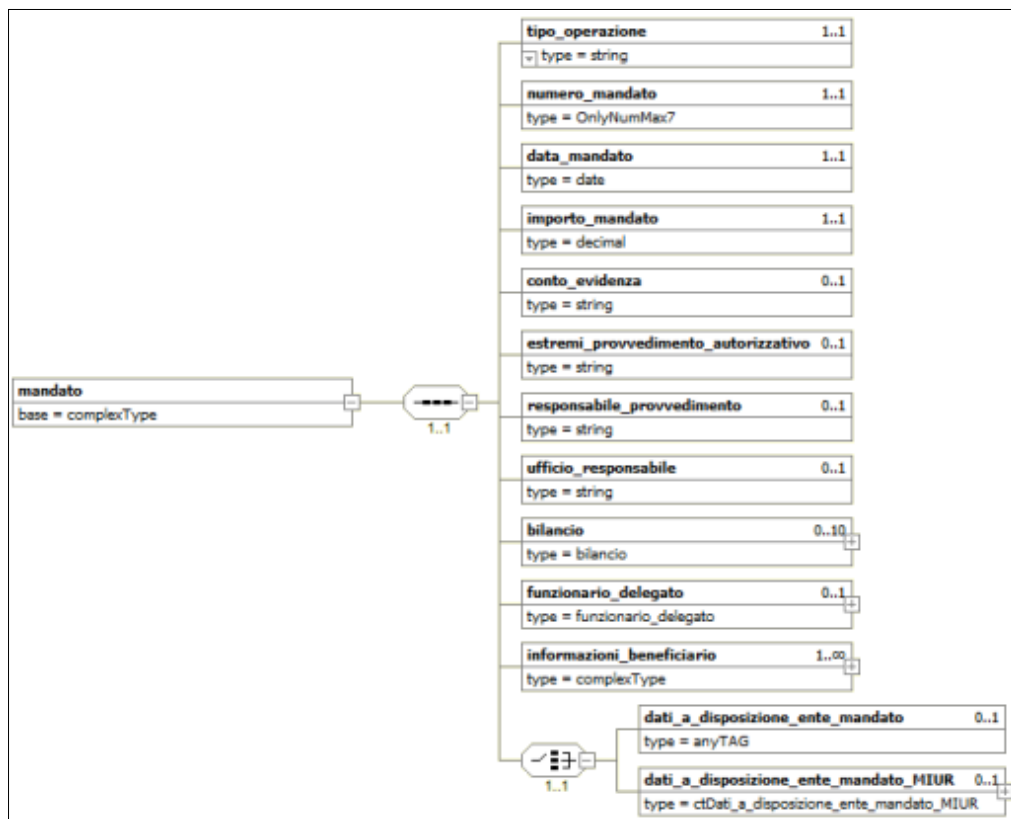 tipo_operazione 1..1
type = string
numero_mandato 1..1
type = OnlyNumMax7
data_mandato 1..1
type = date
importo_mandato 1..1
type = decimal
conto_evidenza 0..1
type = string
estremi_provvedimento_autorizzativo 0..1
type = string
mandato
base = complexType
1..1
responsabile_provvedimento 0..1
type = string
ufficio_responsabile 0..1
type = string
bilancio 0..10
type = bilancio
funzionario_delegato 0..1
type = funzionario_delegato
informazioni_beneficiario 1..∞
type = complexType
1..1
dati_a_disposizione_ente_mandato 0..1
type = anyTAG
dati_a_disposizione_ente_mandato_MIUR 0..1
type = ctDati_a_disposizione_ente_mandato_MIUR